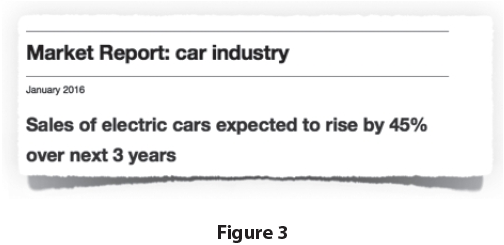 Market Report: car industry
January 2016
Sales of electric cars expected to rise by 45%
over next 3 years
Figure 3